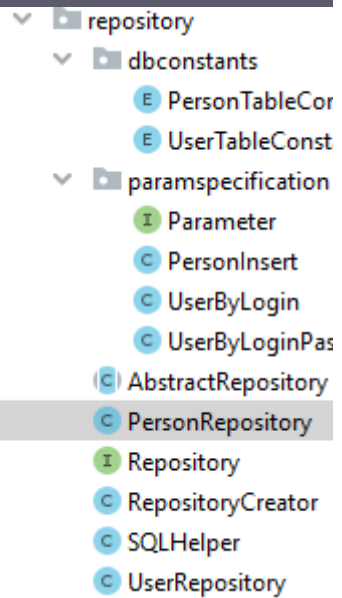 repository
dbconstants
E PersonTableCor
E UserTableConst
paramspecification
I Parameter
C PersonInsert
C UserByLogin
C UserByLoginPas
C AbstractRepository
C PersonRepository
I Repository
C RepositoryCreator
C SQLHelper
C UserRepository